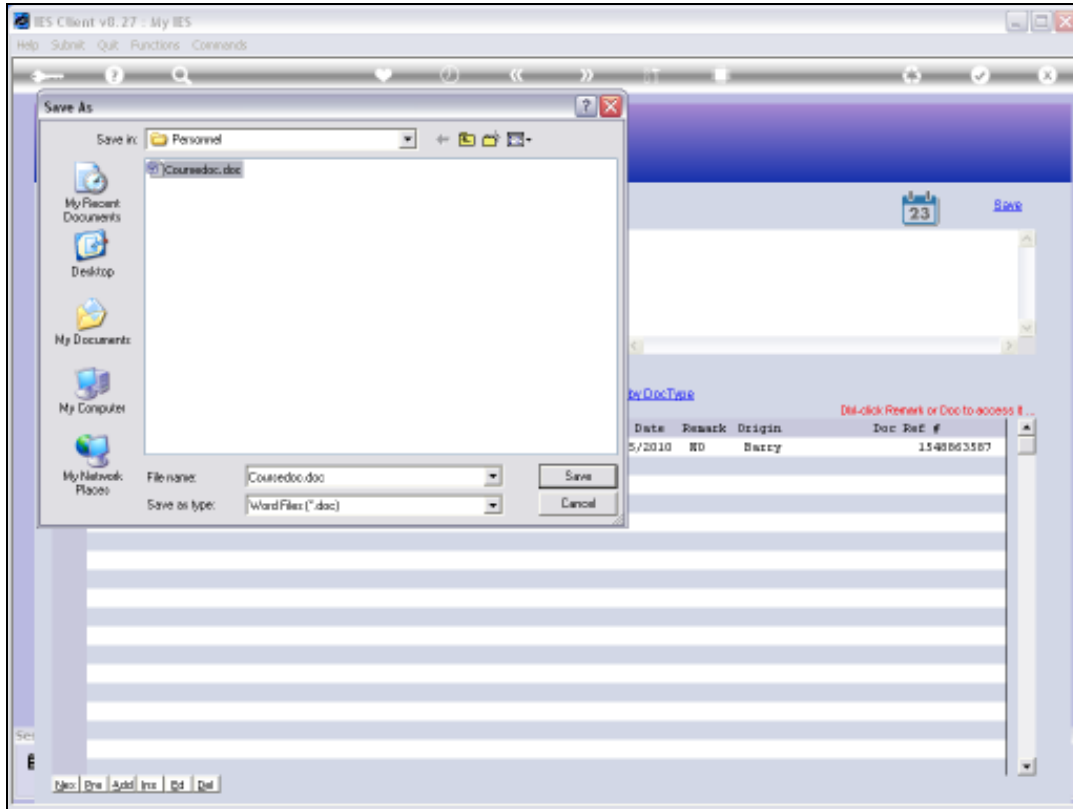 IES Client v8.27 : My IES
Help Submit Quit Functions Commands
Save As
Save in: Personnel
Coursedoc.doc
My Recent
Documents
Desktop
My Documents
My Computer
My Network
Places
File name: Coursedoc.doc Save
Save as type: Word Files (*.doc) Cancel
23 Save
by DocType
Dbl-click Remark or Doc to access it ...
Date Remark Origin Doc Ref #
5/2010 ND Barry 1548863587
Nex Pre Add Ins Ed Del